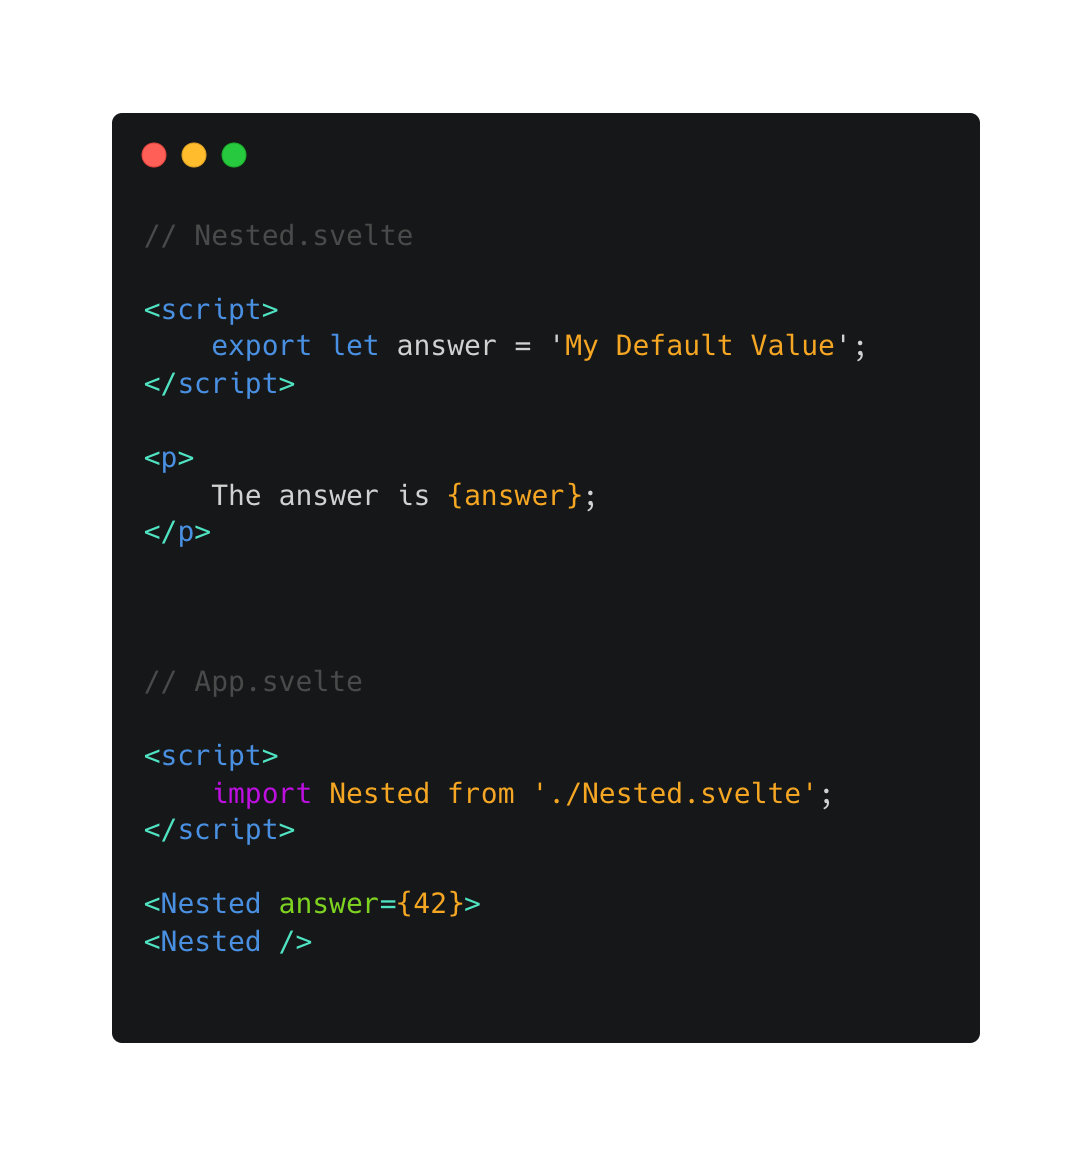 // Nested.svelte
<script>
export let answer = 'My Default Value';
</script>
<p>
The answer is {answer};
</p>
// App.svelte
<script>
import Nested from './Nested.svelte';
</script>
<Nested answer={42}>
<Nested />